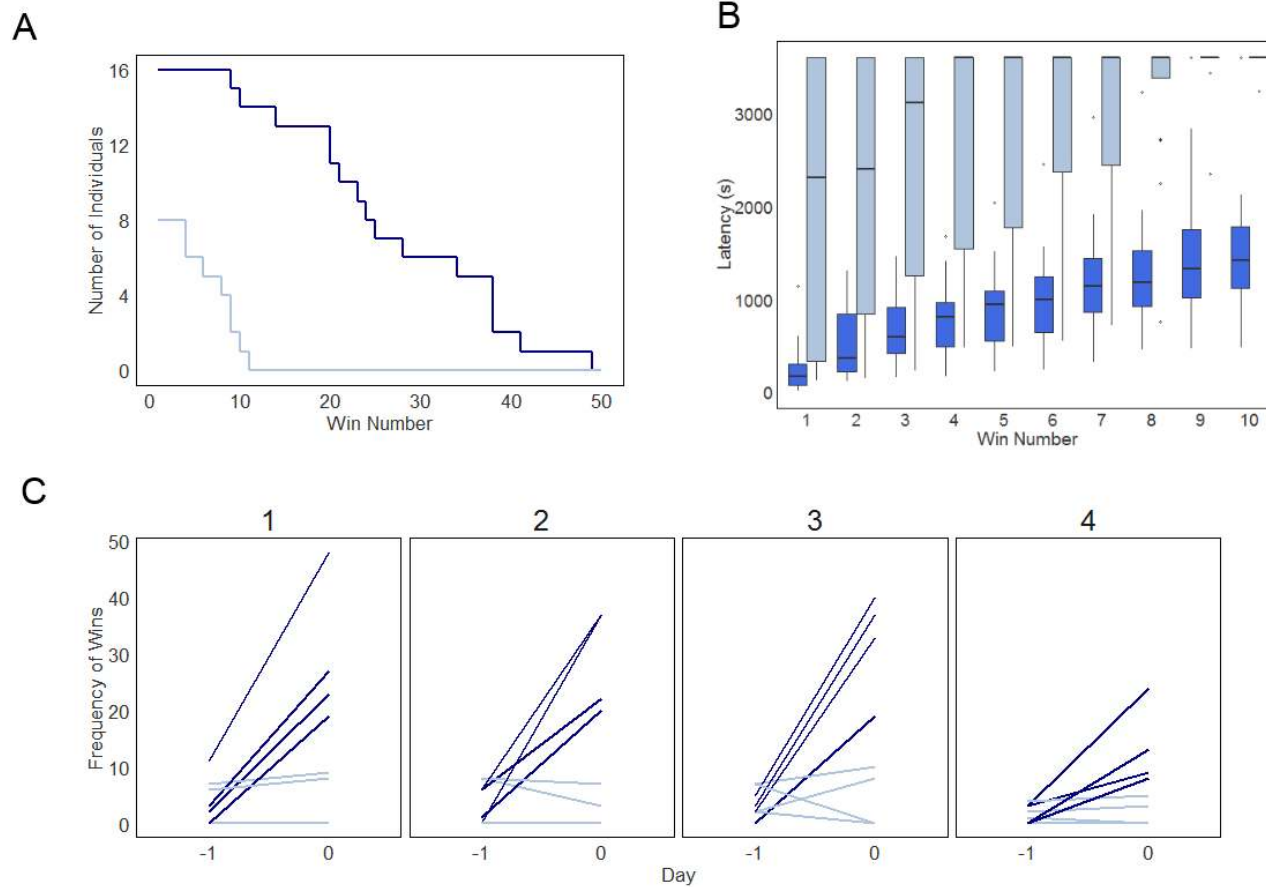 A
Number of Individuals
16
12
8
4
0
0 10 20 30 40 50
Win Number
B
Latency (s)
3000
2000
1000
0
1 2 3 4 5 6 7 8 9 10
Win Number
C
1 2 3 4
Frequency of Wins
50
40
30
20
10
0
-1 0 -1 0 -1 0 -1 0
Day